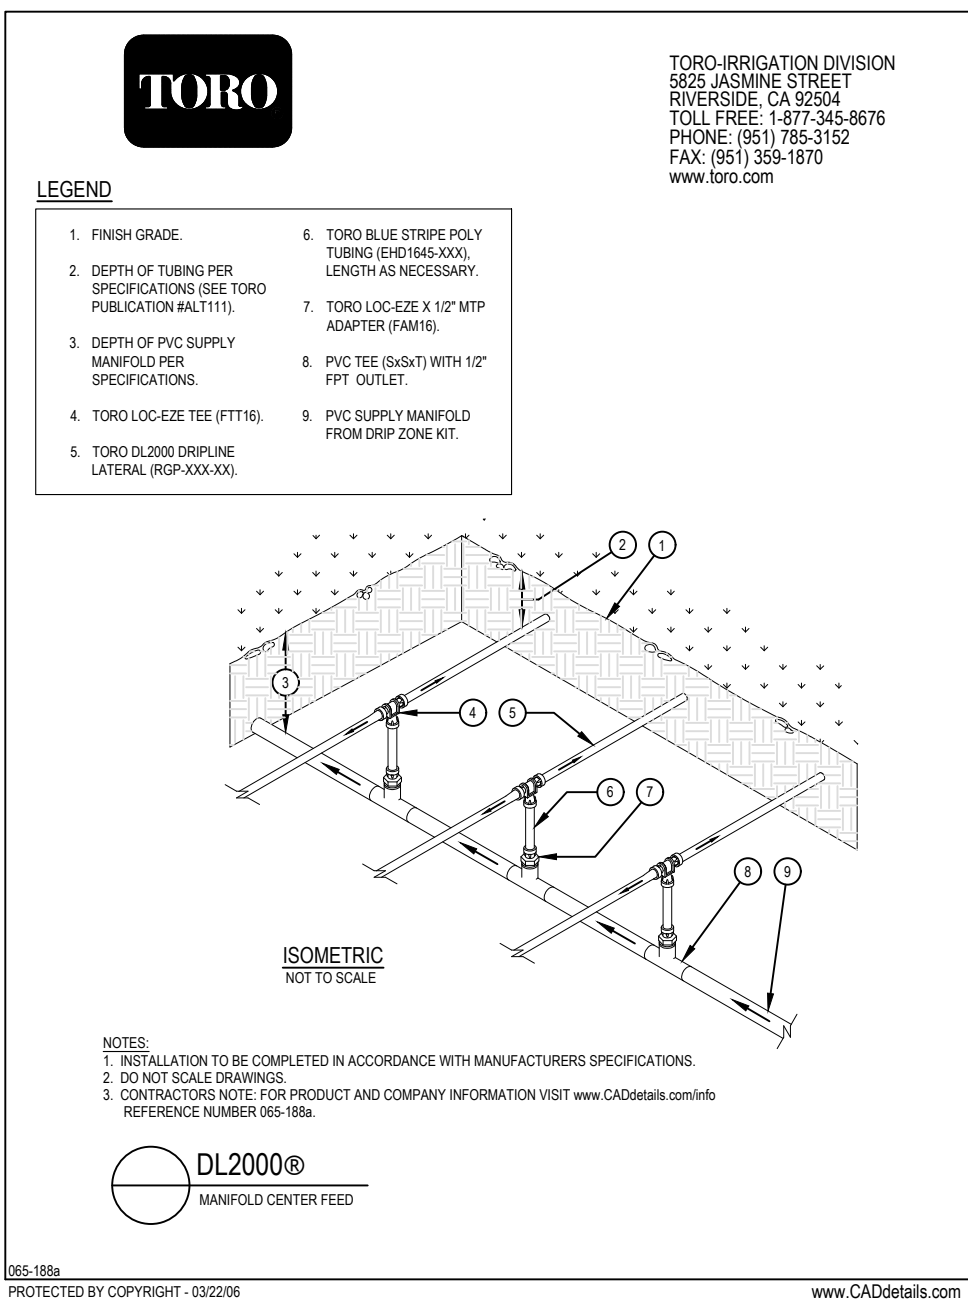 TORO
TORO-IRRIGATION DIVISION
5825 JASMINE STREET
RIVERSIDE, CA 92504
TOLL FREE: 1-877-345-8676
PHONE: (951) 785-3152
FAX: (951) 359-1870
www.toro.com
LEGEND
1. FINISH GRADE.
2. DEPTH OF TUBING PER
SPECIFICATIONS (SEE TORO
PUBLICATION #ALT111).
3. DEPTH OF PVC SUPPLY
MANIFOLD PER
SPECIFICATIONS.
4. TORO LOC-EZE TEE (FTT16).
5. TORO DL2000 DRIPLINE
LATERAL (RGP-XXX-XX).
6. TORO BLUE STRIPE POLY
TUBING (EHD1645-XXX),
LENGTH AS NECESSARY.
7. TORO LOC-EZE X 1/2" MTP
ADAPTER (FAM16).
8. PVC TEE (SxSxT) WITH 1/2"
FPT OUTLET.
9. PVC SUPPLY MANIFOLD
FROM DRIP ZONE KIT.
2
1
3
4
5
6
7
8
9
ISOMETRIC
NOT TO SCALE
NOTES:
1. INSTALLATION TO BE COMPLETED IN ACCORDANCE WITH MANUFACTURERS SPECIFICATIONS.
2. DO NOT SCALE DRAWINGS.
3. CONTRACTORS NOTE: FOR PRODUCT AND COMPANY INFORMATION VISIT www.CADdetails.com/info
REFERENCE NUMBER 065-188a.
DL2000®
MANIFOLD CENTER FEED
065-188a
PROTECTED BY COPYRIGHT - 03/22/06
www.CADdetails.com